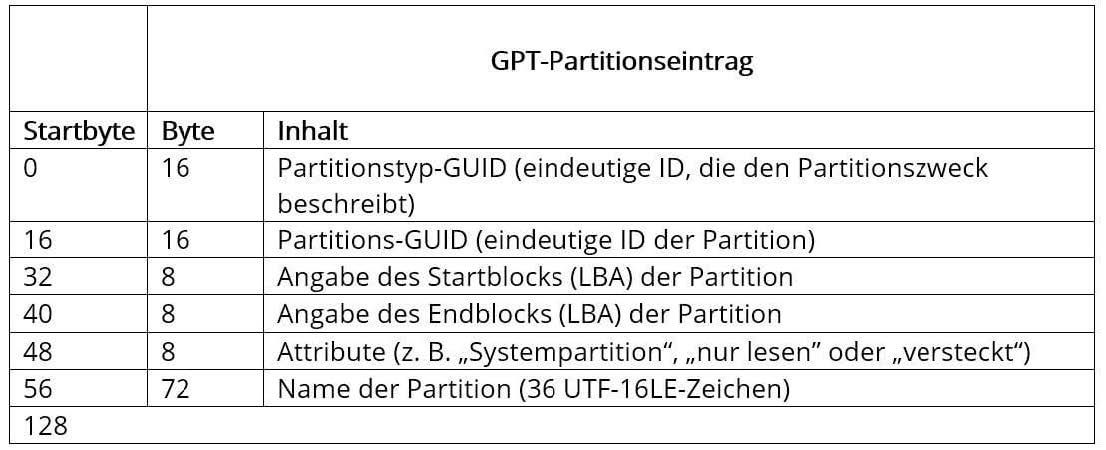 GPT-Partitionseintrag
Startbyte Byte Inhalt
0 16 Partitionstyp-GUID (eindeutige ID, die den Partitionszweck
beschreibt)
16 16 Partitions-GUID (eindeutige ID der Partition)
32 8 Angabe des Startblocks (LBA) der Partition
40 8 Angabe des Endblocks (LBA) der Partition
48 8 Attribute (z. B. „Systempartition“, „nur lesen” oder „versteckt“)
56 72 Name der Partition (36 UTF-16LE-Zeichen)
128